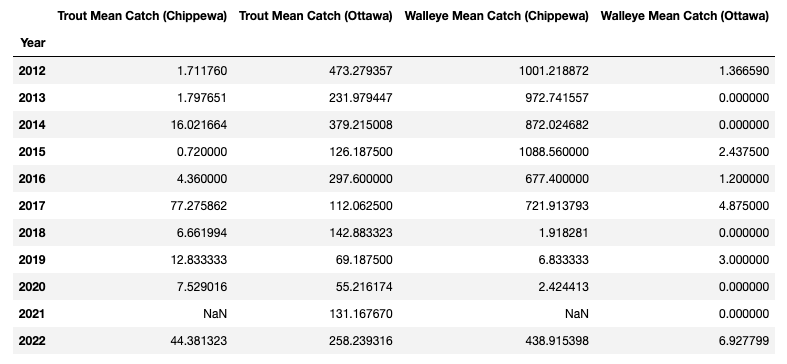 Trout Mean Catch (Chippewa) Trout Mean Catch (Ottawa) Walleye Mean Catch (Chippewa) Walleye Mean Catch (Ottawa)
Year
2012 1.711760 473.279357 1001.218872 1.366590
2013 1.797651 231.979447 972.741557 0.000000
2014 16.021664 379.215008 872.024682 0.000000
2015 0.720000 126.187500 1088.560000 2.437500
2016 4.360000 297.600000 677.400000 1.200000
2017 77.275862 112.062500 721.913793 4.875000
2018 6.661994 142.883323 1.918281 0.000000
2019 12.833333 69.187500 6.833333 3.000000
2020 7.529016 55.216174 2.424413 0.000000
2021 NaN 131.167670 NaN 0.000000
2022 44.381323 258.239316 438.915398 6.927799